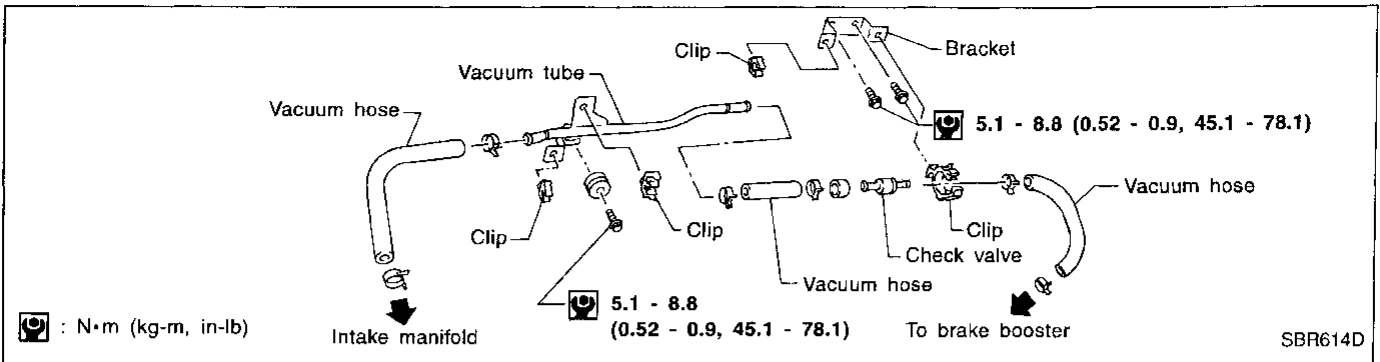 Clip
Bracket
Vacuum tube
Vacuum hose
5.1 - 8.8 (0.52 - 0.9, 45.1 - 78.1)
Vacuum hose
Clip
Clip
Clip
Check valve
Vacuum hose
5.1 - 8.8
(0.52 - 0.9, 45.1 - 78.1)
: N•m (kg-m, in-lb)
Intake manifold
To brake booster
SBR614D